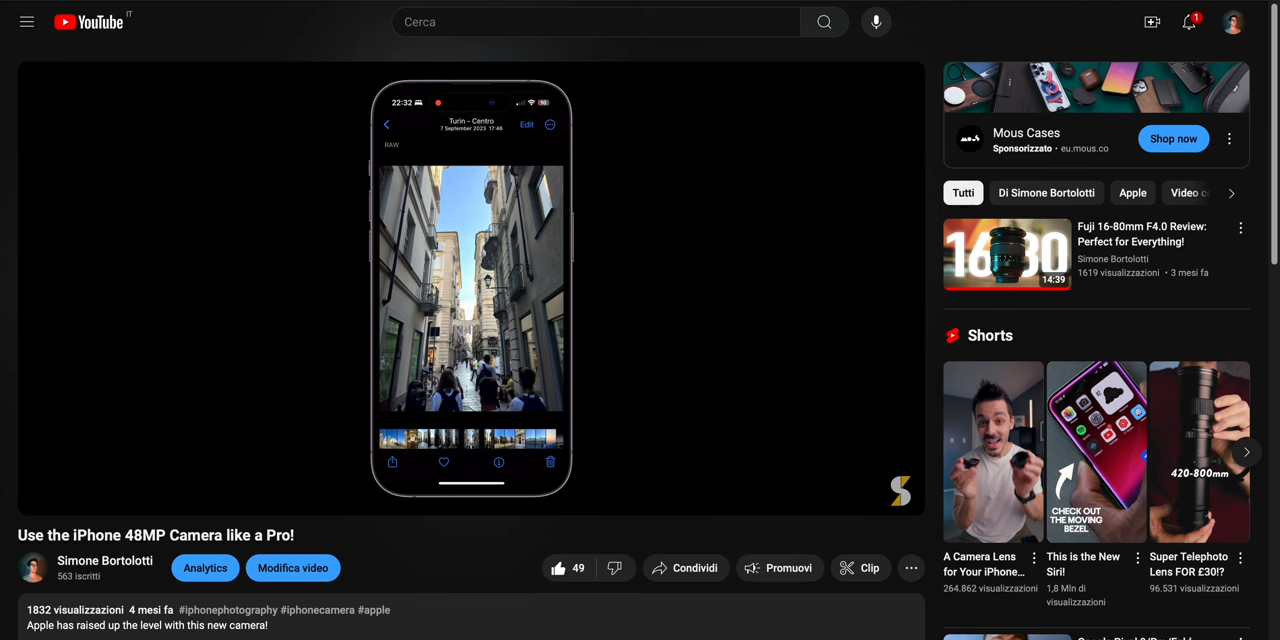 YouTube IT
Cerca
1
22:32
10
Turin - Centro
7 September 2023 17:46
Edit
RAW
Use the iPhone 48MP Camera like a Pro!
Simone Bortolotti
563 iscritti
Analytics
Modifica video
49
Condividi
Promuovi
Clip
1832 visualizzazioni 4 mesi fa #iphonephotography #iphonecamera #apple
Apple has raised up the level with this new camera!
Mous Cases
Sponsorizzato · eu.mous.co
Shop now
Tutti
Di Simone Bortolotti
Apple
Video
16 80
14:39
Fuji 16-80mm F4.0 Review:
Perfect for Everything!
Simone Bortolotti
1619 visualizzazioni · 3 mesi fa
Shorts
CHECK OUT
THE MOVING
BEZEL
420-800mm
A Camera Lens
for Your iPhone...
264.862 visualizzazioni
This is the New
Siri!
1,8 Mln di
visualizzazioni
Super Telephoto
Lens FOR £30!?
96.531 visualizzazioni